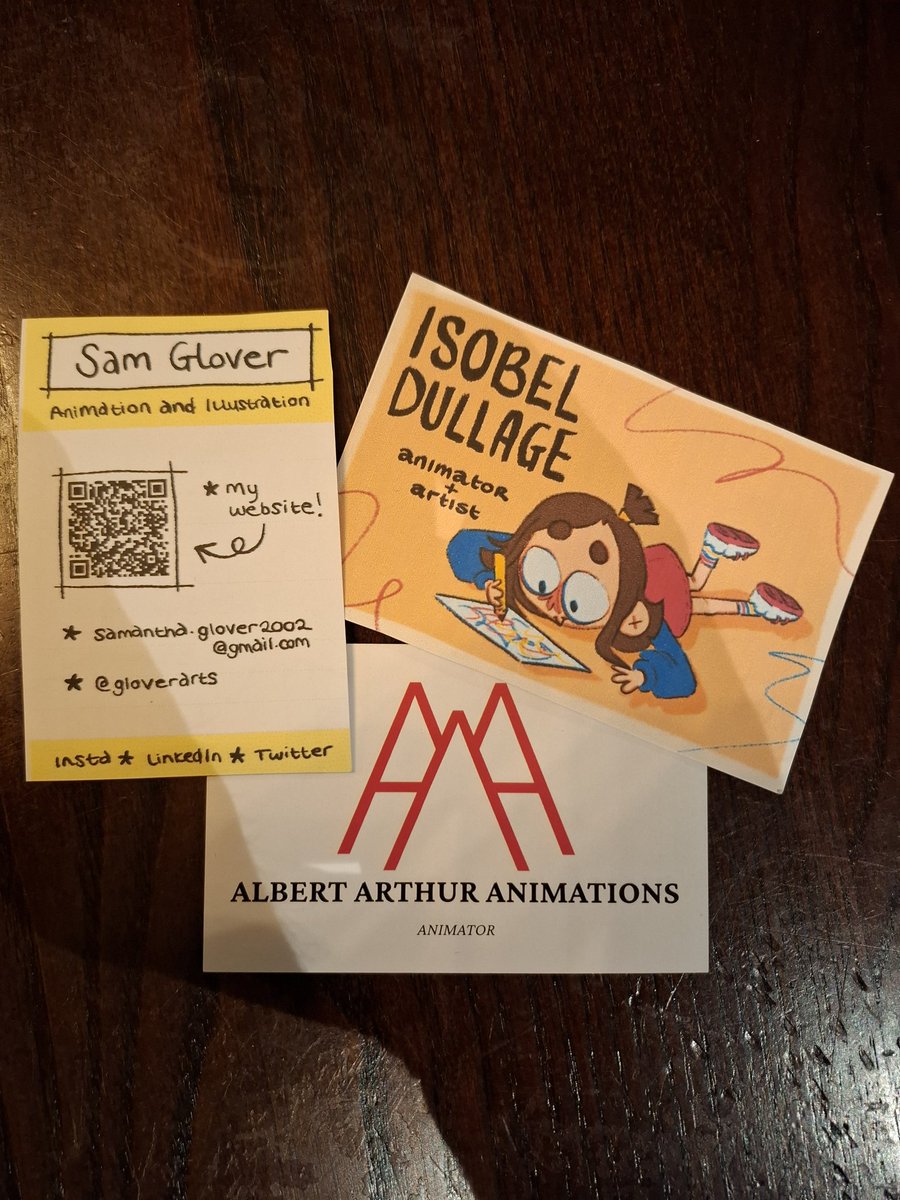 Sam Glover
Animation and Illustration
* my
website!
* samantha.glover2002
@gmail.com
* @gloverarts
Insta * LinkedIn * Twitter
ISOBEL
DULLAGE
animator
+
artist
ALBERT ARTHUR ANIMATIONS
ANIMATOR